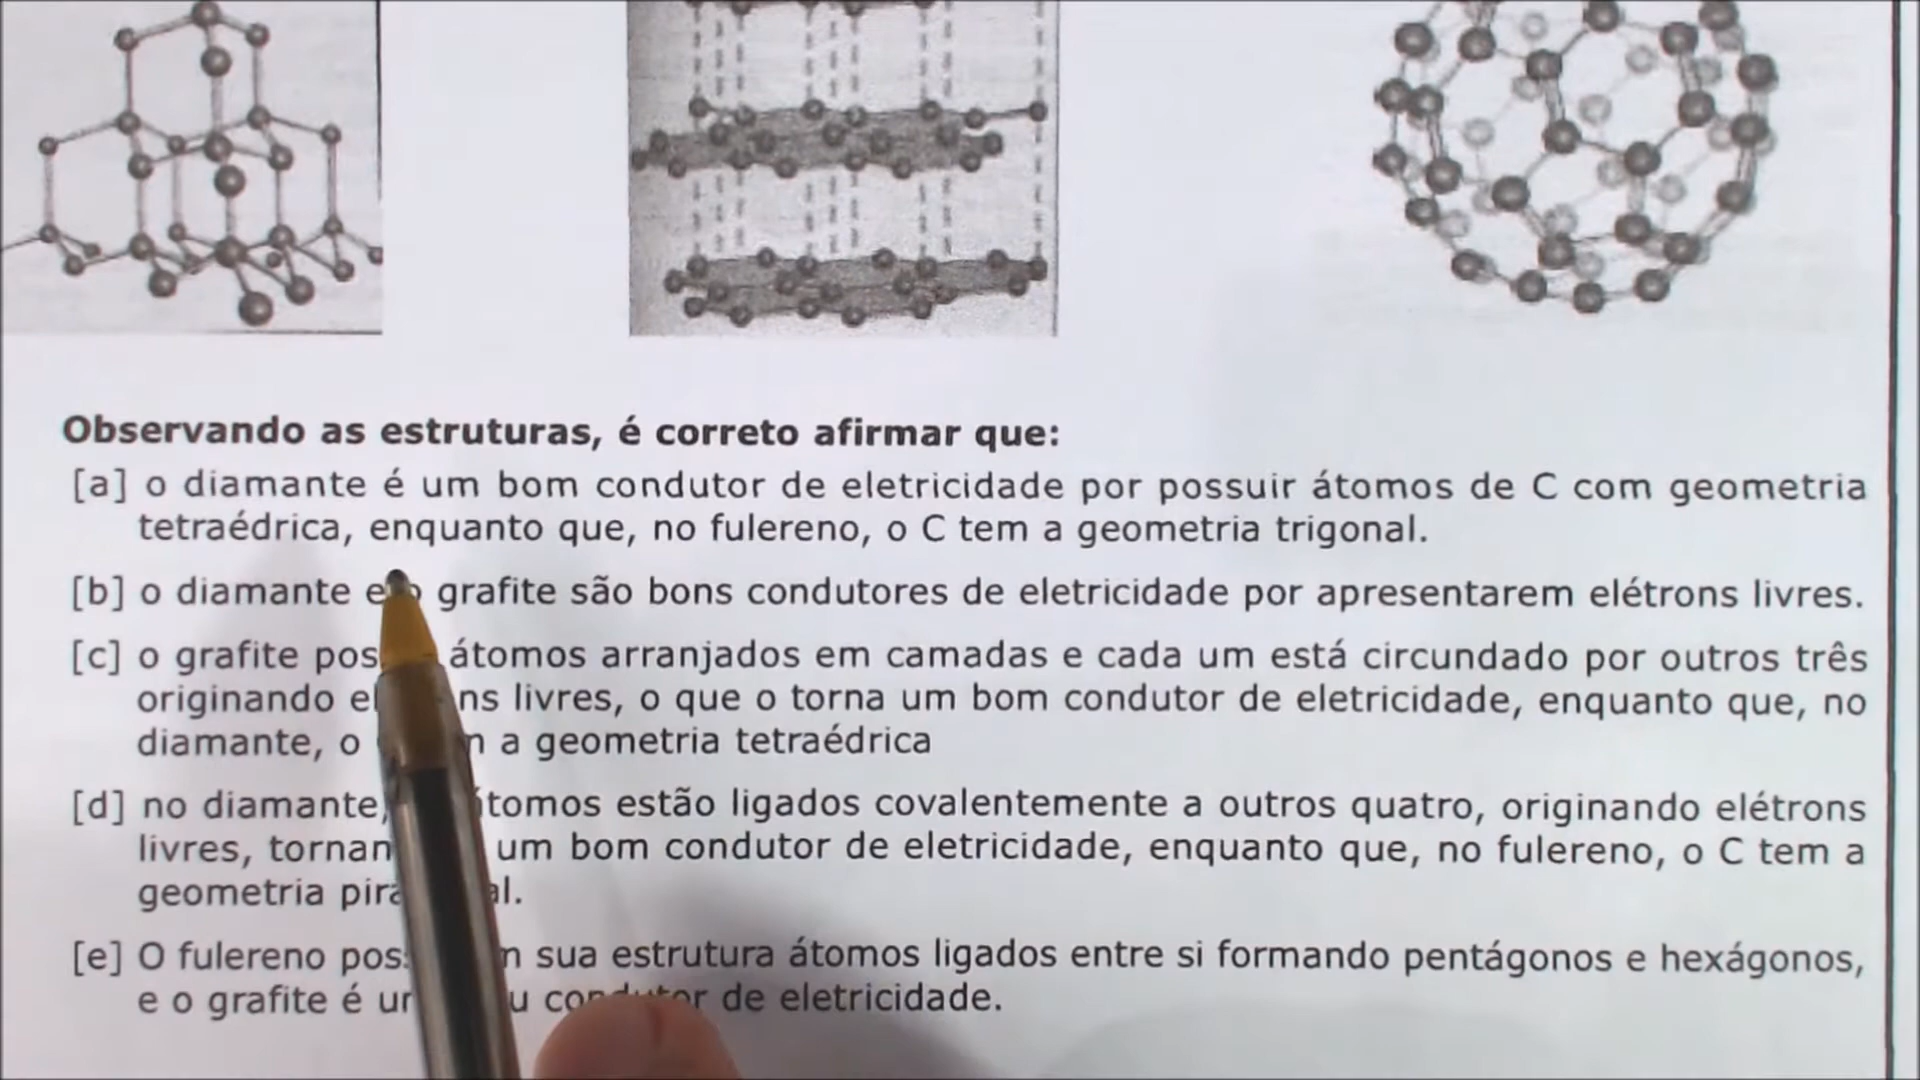 Observando as estruturas, é correto afirmar que:
[a] o diamante é um bom condutor de eletricidade por possuir átomos de C com geometria
tetraédrica, enquanto que, no fulereno, o C tem a geometria trigonal.
[b] o diamante e o grafite são bons condutores de eletricidade por apresentarem elétrons livres.
[c] o grafite átomos arranjados em camadas e cada um está circundado por outros três
originando livres, o que o torna um bom condutor de eletricidade, enquanto que, no
diamante, o a geometria tetraédrica
[d] no diamante, átomos estão ligados covalentemente a outros quatro, originando elétrons
livres, um bom condutor de eletricidade, enquanto que, no fulereno, o C tem a
geometria
[e] O fulereno sua estrutura átomos ligados entre si formando pentágonos e hexágonos,
e o grafite é condutor de eletricidade.